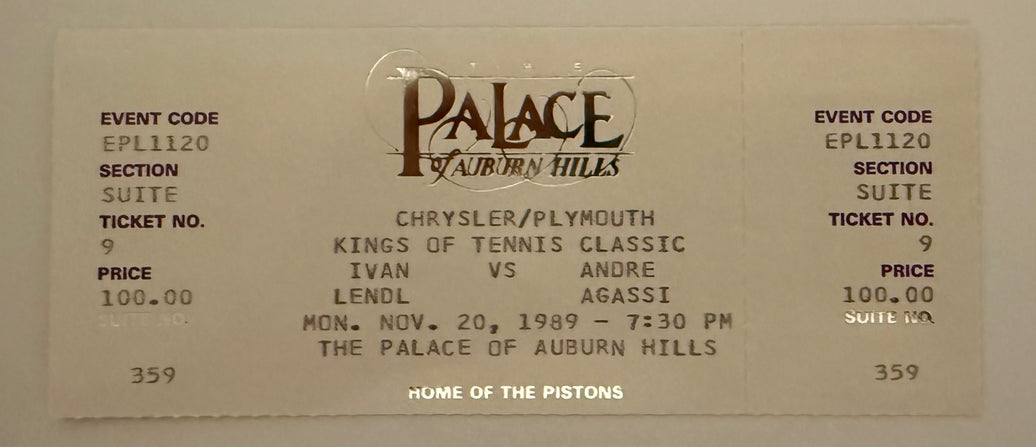 EVENT CODE
EPL1120
SECTION
SUITE
TICKET NO.
9
PRICE
100.00
SUITE NO.
359
THE
PALACE
of AUBURN HILLS
CHRYSLER/PLYMOUTH
KINGS OF TENNIS CLASSIC
IVAN VS ANDRE
LENDL AGASSI
MON. NOV. 20, 1989 - 7:30 PM
THE PALACE OF AUBURN HILLS
HOME OF THE PISTONS
EVENT CODE
EPL1120
SECTION
SUITE
TICKET NO.
9
PRICE
100.00
SUITE NO.
359